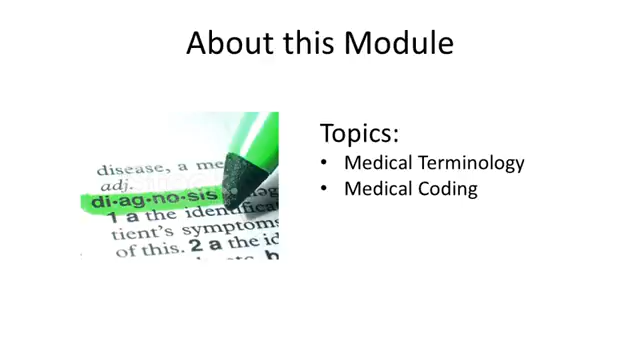 About this Module
disease, a me
adj.
di•ag•no•sis
1 a the identifica
tient's symptoms
of this. 2 a the id
Topics:
• Medical Terminology
• Medical Coding